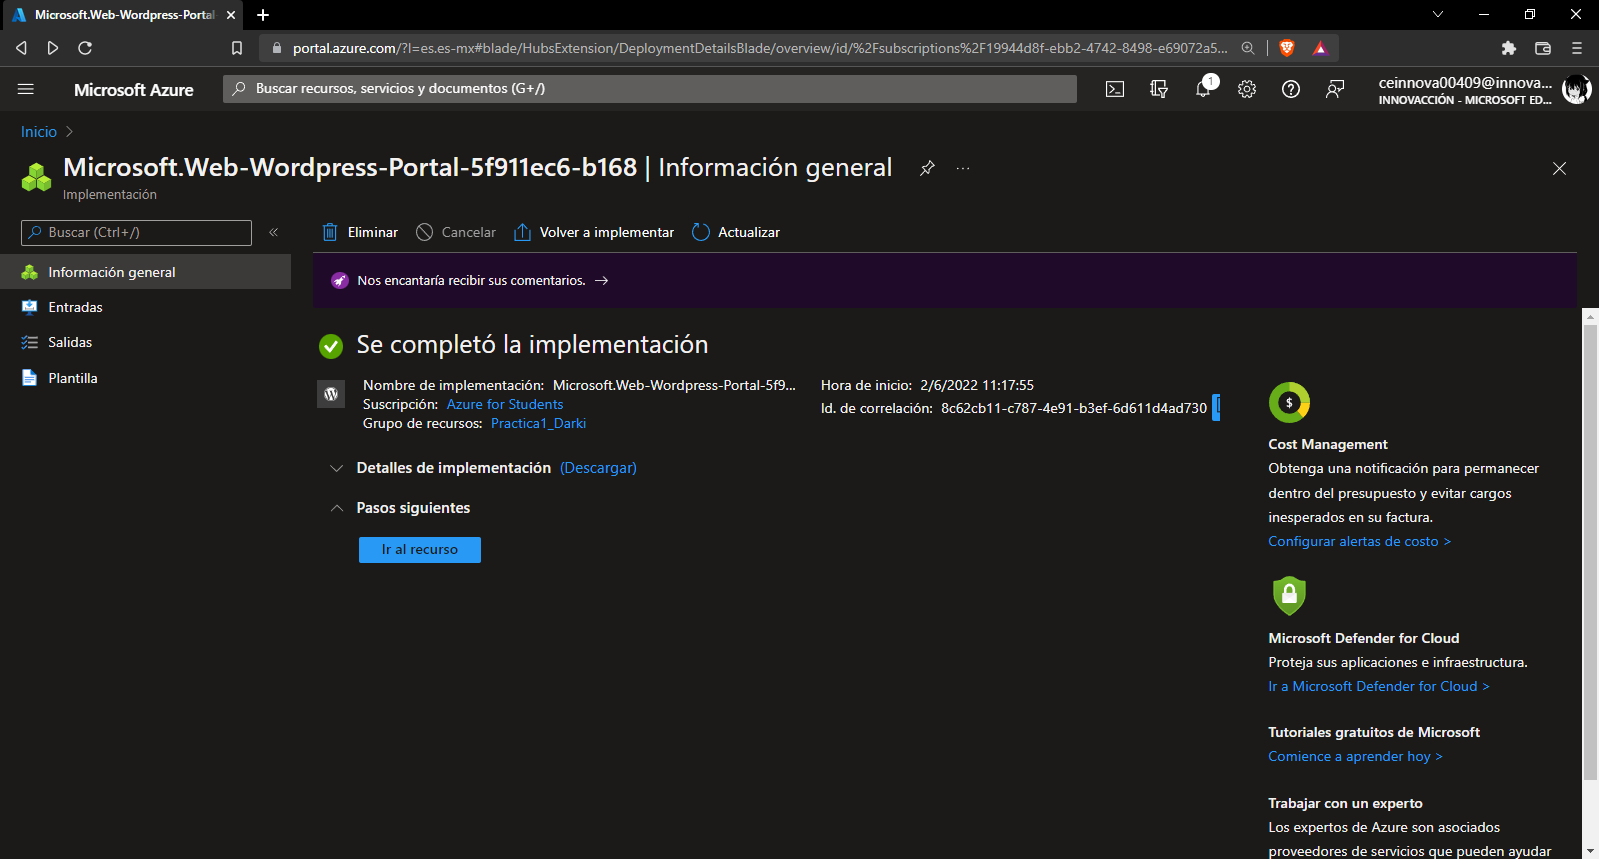 Microsoft.Web-Wordpress-Portal-
portal.azure.com/?l=es.es-mx#blade/HubsExtension/DeploymentDetailsBlade/overview/id/%2Fsubscriptions%2F19944d8f-ebb2-4742-8498-e69072a5...
Microsoft Azure
Buscar recursos, servicios y documentos (G+/)
1
ceinnova00409@innova...
INNOVACCIÓN - MICROSOFT ED...
Inicio >
Microsoft.Web-Wordpress-Portal-5f911ec6-b168 | Información general
...
Implementación
Buscar (Ctrl+/)
«
Eliminar
Cancelar
Volver a implementar
Actualizar
Información general
Entradas
Salidas
Plantilla
Nos encantaría recibir sus comentarios. →
Se completó la implementación
Nombre de implementación: Microsoft.Web-Wordpress-Portal-5f9...
Suscripción: Azure for Students
Grupo de recursos: Practica1_Darki
Hora de inicio: 2/6/2022 11:17:55
Id. de correlación: 8c62cb11-c787-4e91-b3ef-6d611d4ad730
Detalles de implementación (Descargar)
Pasos siguientes
Ir al recurso
Cost Management
Obtenga una notificación para permanecer
dentro del presupuesto y evitar cargos
inesperados en su factura.
Configurar alertas de costo >
Microsoft Defender for Cloud
Proteja sus aplicaciones e infraestructura.
Ir a Microsoft Defender for Cloud >
Tutoriales gratuitos de Microsoft
Comience a aprender hoy >
Trabajar con un experto
Los expertos de Azure son asociados
proveedores de servicios que pueden ayudar